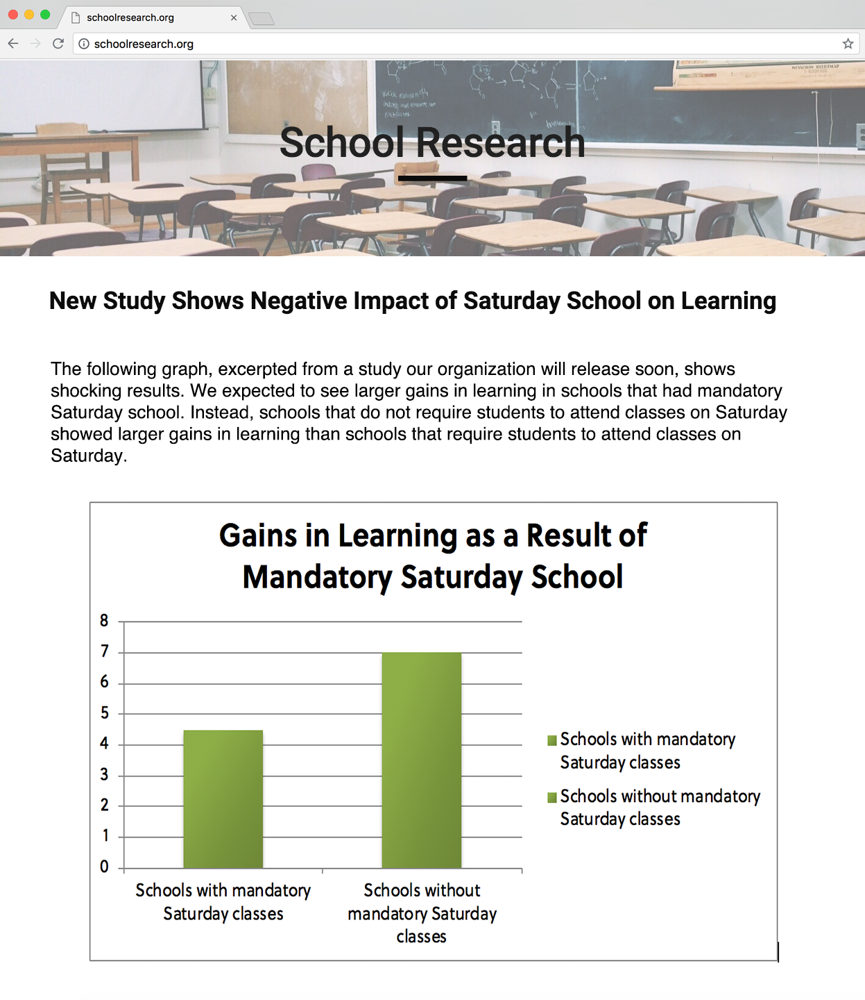 schoolresearch.org
schoolresearch.org
School Research
New Study Shows Negative Impact of Saturday School on Learning
The following graph, excerpted from a study our organization will release soon, shows
shocking results. We expected to see larger gains in learning in schools that had mandatory
Saturday school. Instead, schools that do not require students to attend classes on Saturday
showed larger gains in learning than schools that require students to attend classes on
Saturday.
Gains in Learning as a Result of
Mandatory Saturday School
8
7
6
5
4
3
2
1
0
Schools with mandatory
Saturday classes
Schools without
mandatory Saturday
classes
Schools with mandatory
Saturday classes
Schools without mandatory
Saturday classes